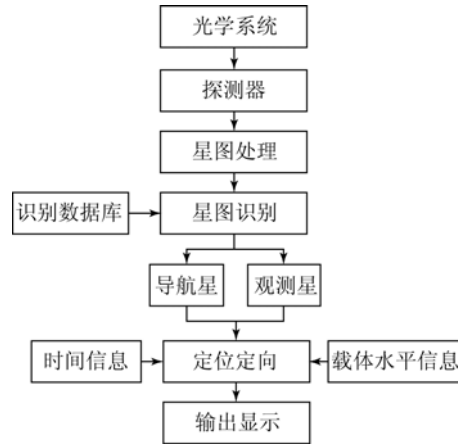 光学系统
探测器
星图处理
识别数据库
星图识别
导航星
观测星
时间信息
定位定向
载体水平信息
输出显示